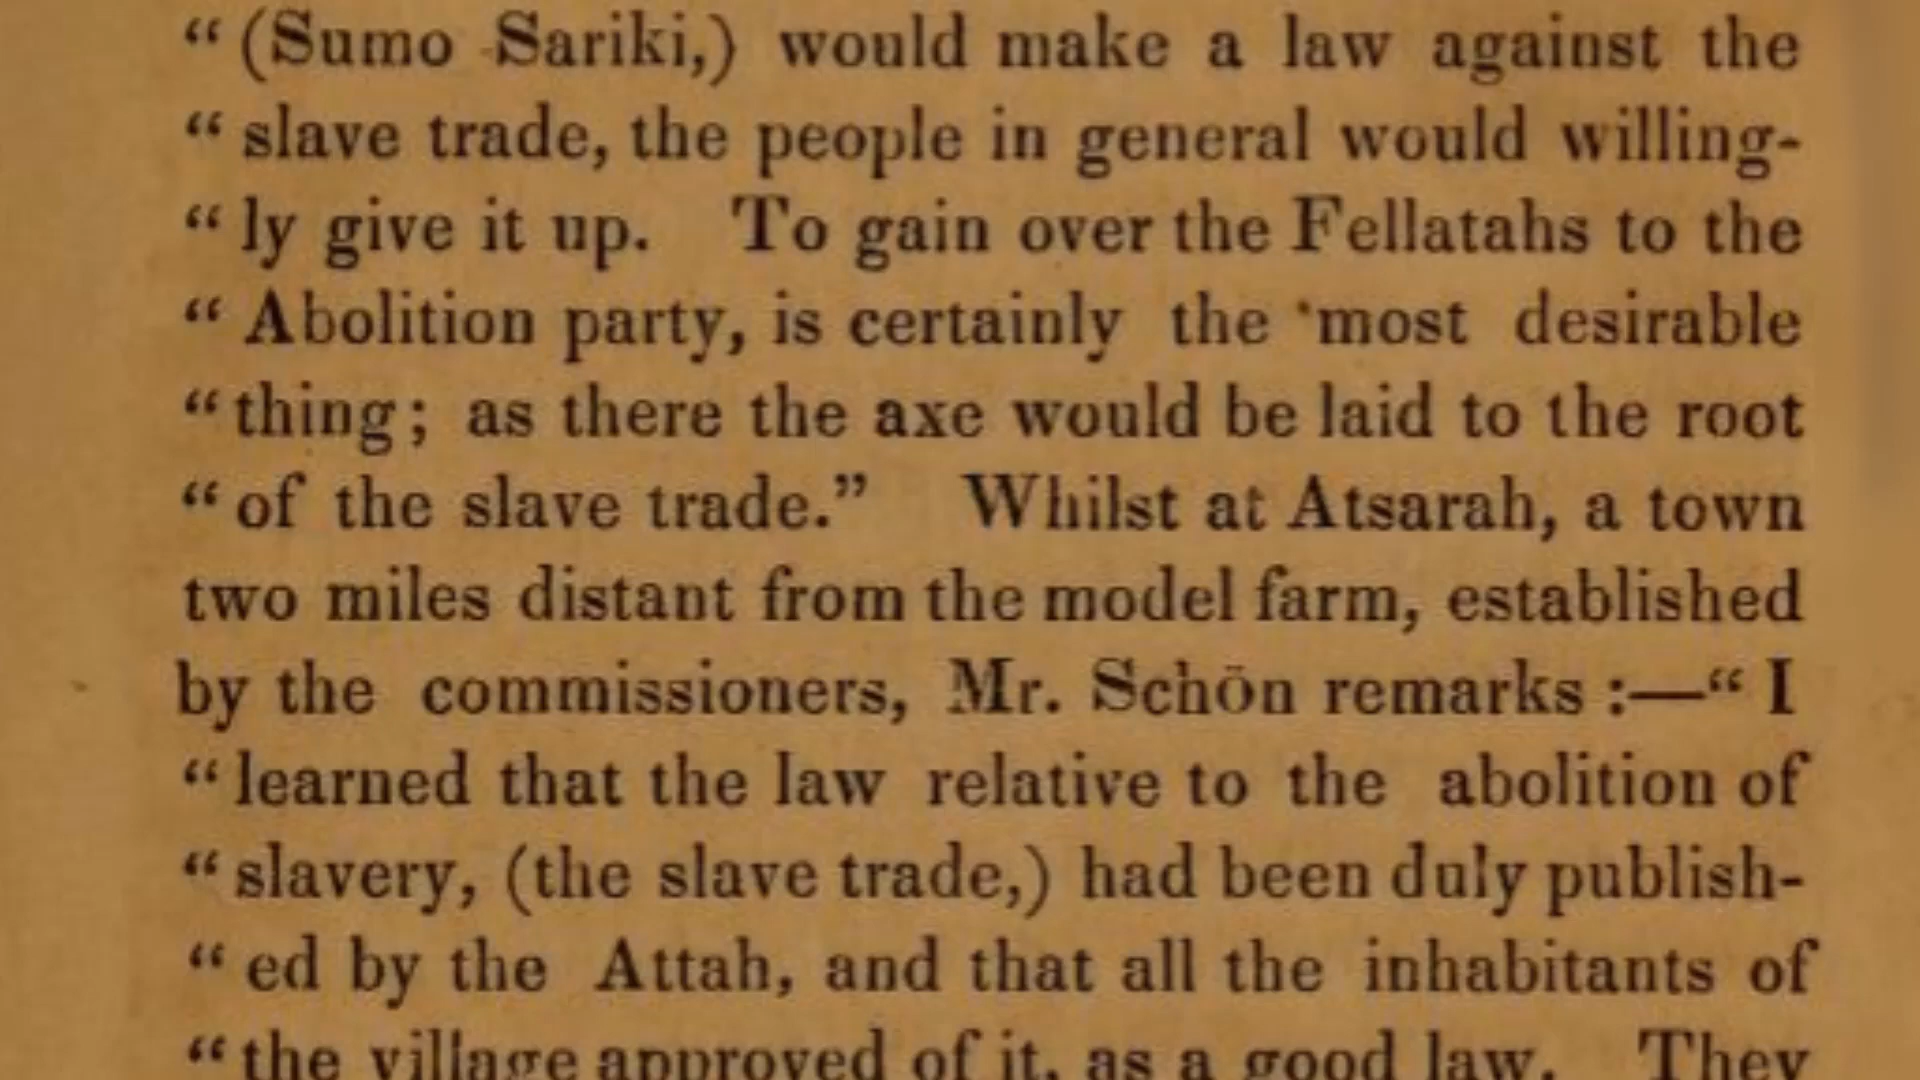 “ (Sumo Sariki,) would make a law against the
“ slave trade, the people in general would willing-
“ ly give it up. To gain over the Fellatahs to the
“ Abolition party, is certainly the most desirable
“ thing; as there the axe would be laid to the root
“ of the slave trade.” Whilst at Atsarah, a town
two miles distant from the model farm, established
by the commissioners, Mr. Schön remarks :—“ I
“ learned that the law relative to the abolition of
“ slavery, (the slave trade,) had been duly publish-
“ ed by the Attah, and that all the inhabitants of
“ the village approved of it, as a good law. They